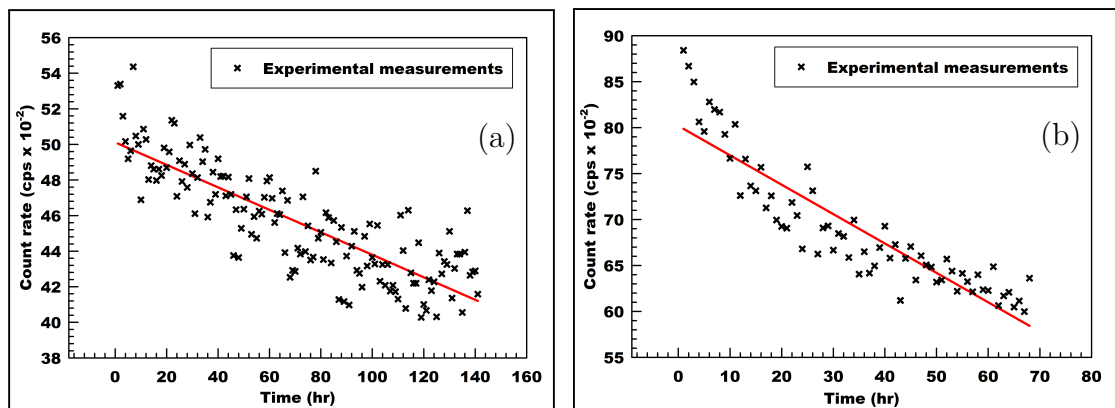 56
54
52
50
48
46
44
42
40
38
Count rate (cps x 10⁻²)
× Experimental measurements
(a)
0 20 40 60 80 100 120 140 160
Time (hr)
90
85
80
75
70
65
60
55
Count rate (cps x 10⁻²)
× Experimental measurements
(b)
0 10 20 30 40 50 60 70 80
Time (hr)